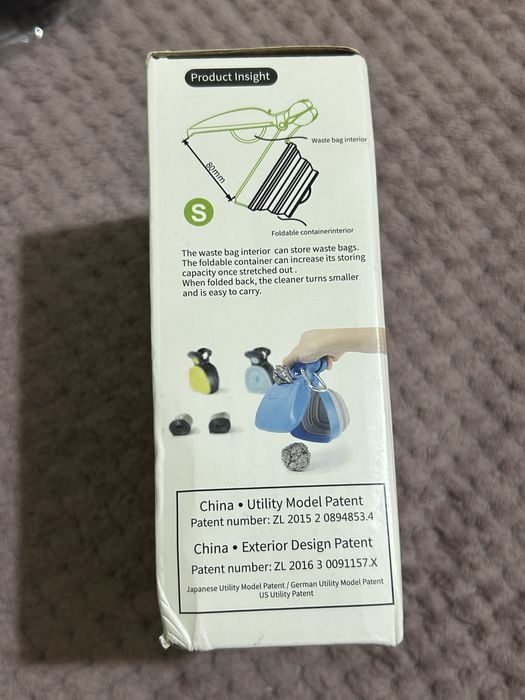 Product Insight
Waste bag interior
80mm
S
Foldable containerinterior
The waste bag interior can store waste bags.
The foldable container can increase its storing
capacity once stretched out .
When folded back, the cleaner turns smaller
and is easy to carry.
China • Utility Model Patent
Patent number: ZL 2015 2 0894853.4
China • Exterior Design Patent
Patent number: ZL 2016 3 0091157.X
Japanese Utility Model Patent / German Utility Model Patent
US Utility Patent